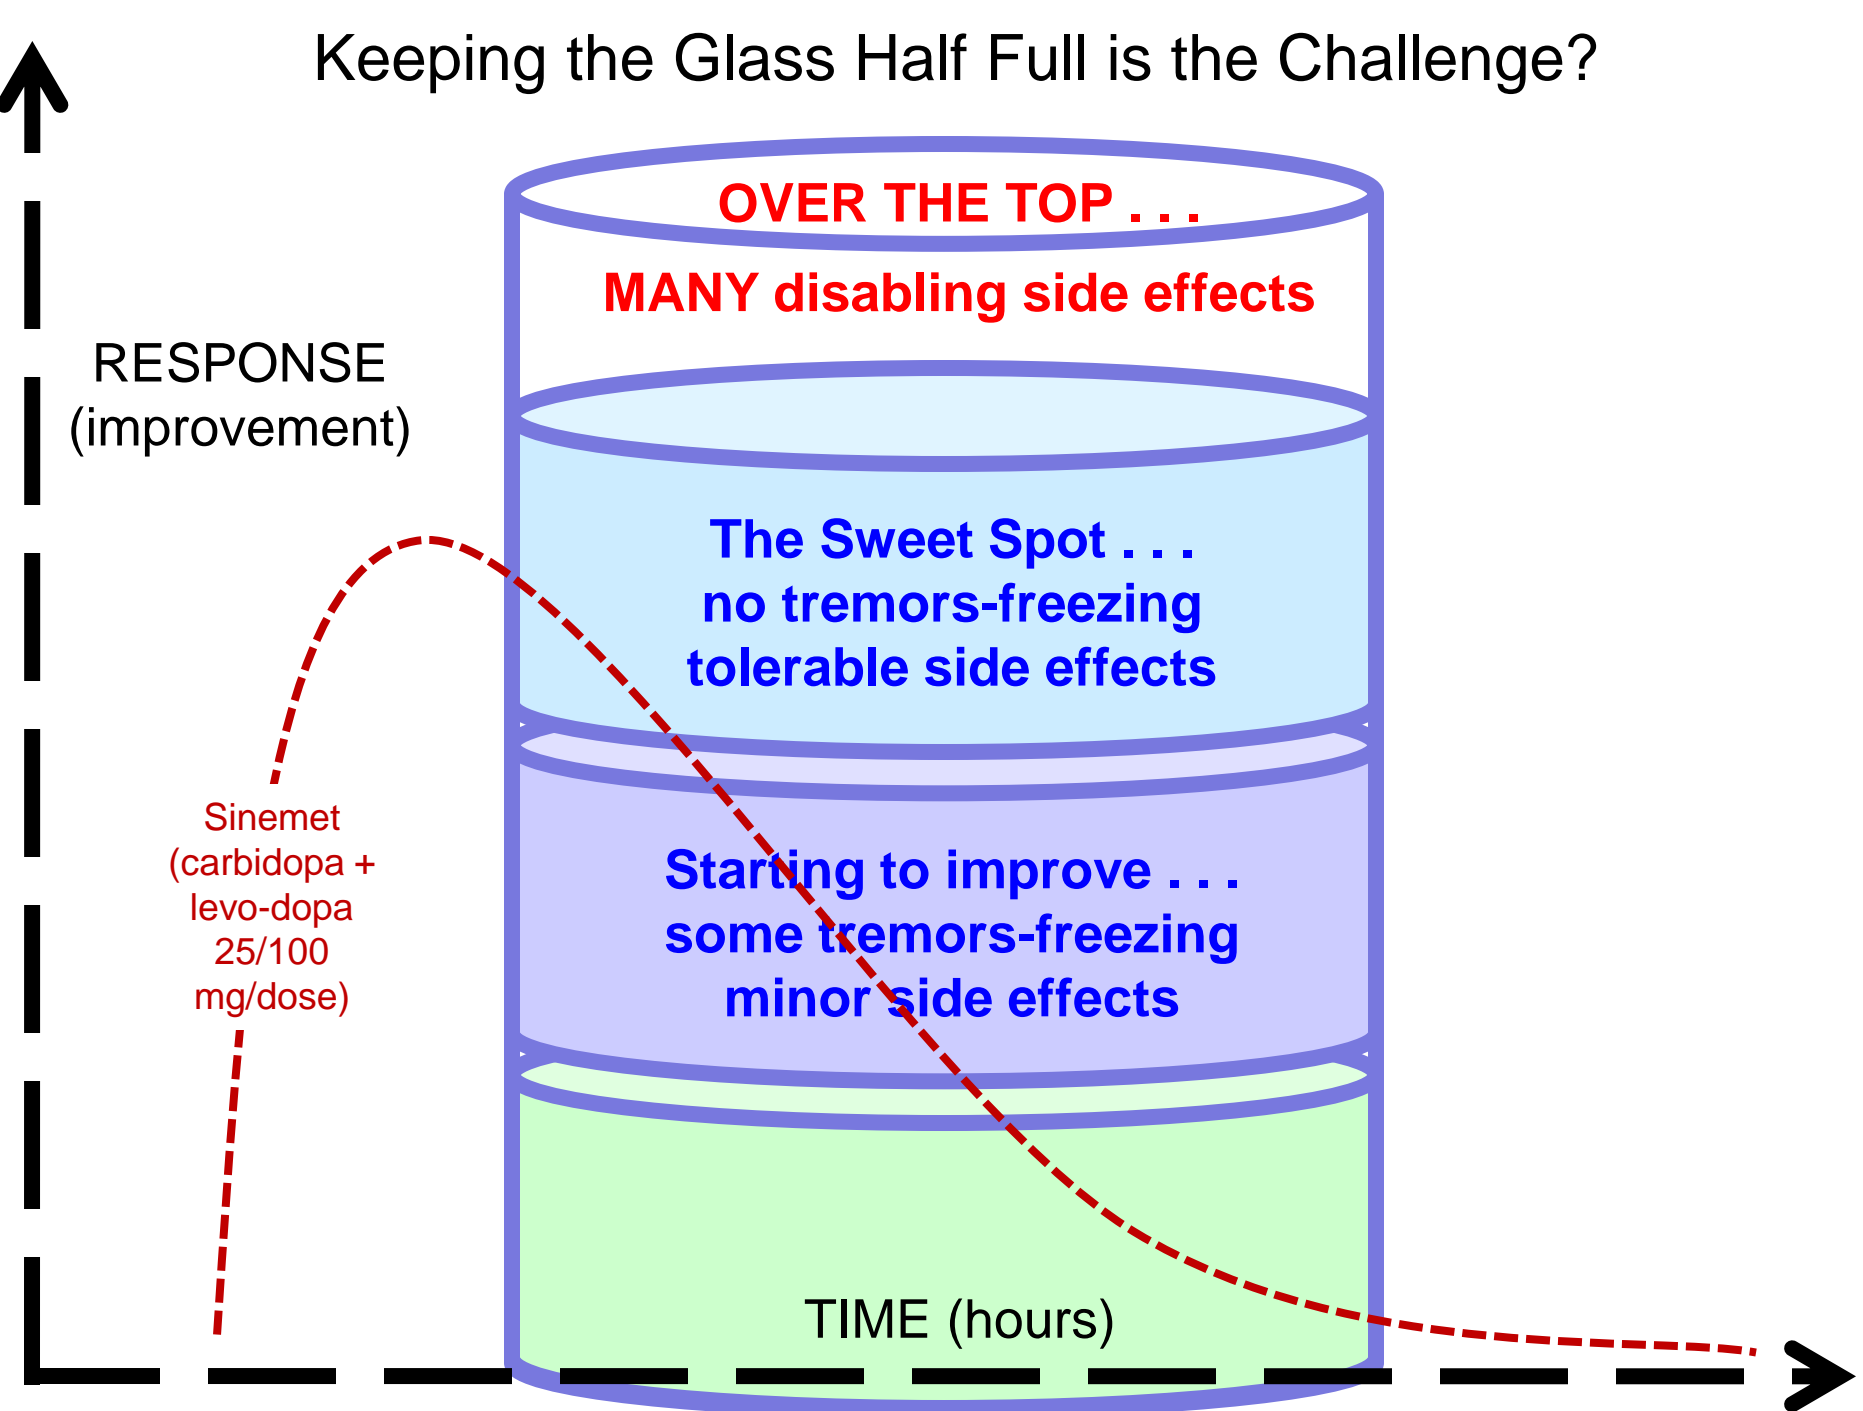 Keeping the Glass Half Full is the Challenge?
OVER THE TOP . . .
MANY disabling side effects
RESPONSE
(improvement)
The Sweet Spot . . .
no tremors-freezing
tolerable side effects
Sinemet
(carbidopa +
levo-dopa
25/100
mg/dose)
Starting to improve . . .
some tremors-freezing
minor side effects
TIME (hours)